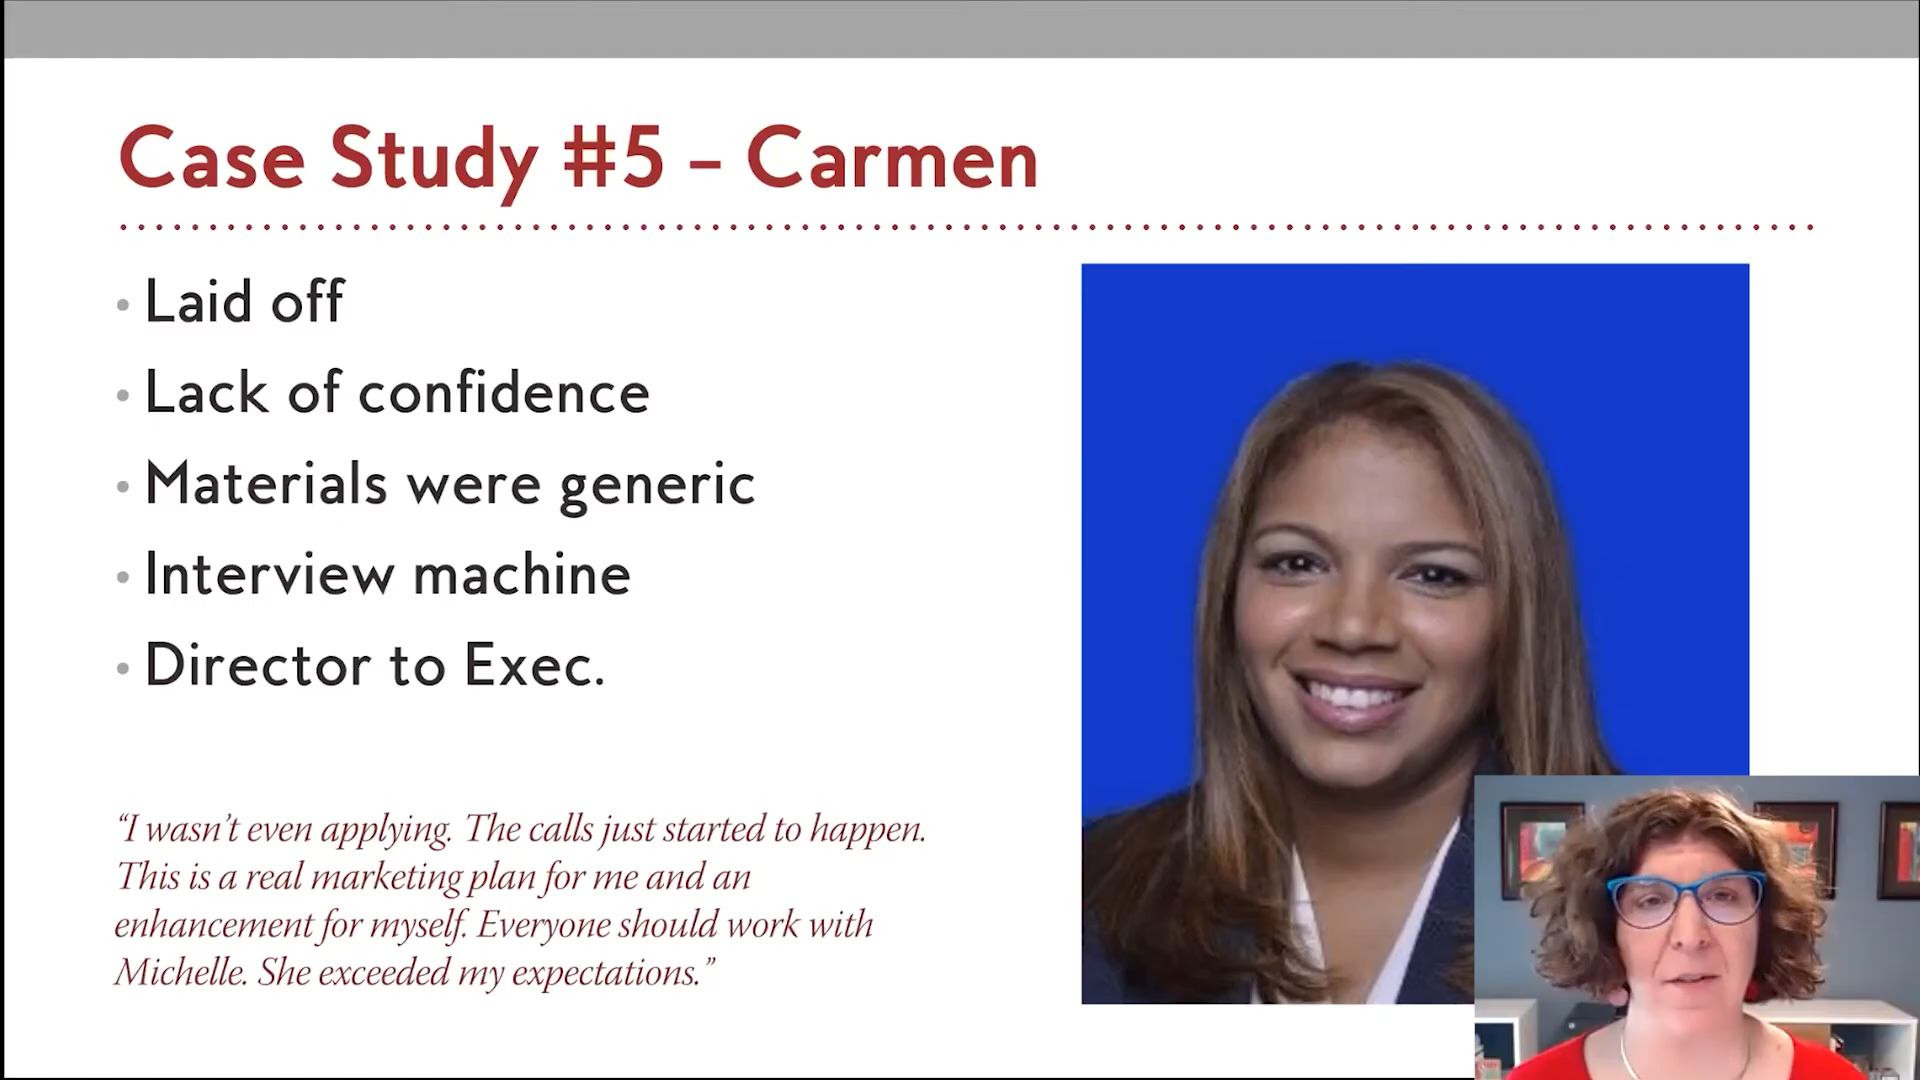 Case Study #5 – Carmen
• Laid off
• Lack of confidence
• Materials were generic
• Interview machine
• Director to Exec.
“I wasn’t even applying. The calls just started to happen.
This is a real marketing plan for me and an
enhancement for myself. Everyone should work with
Michelle. She exceeded my expectations.”